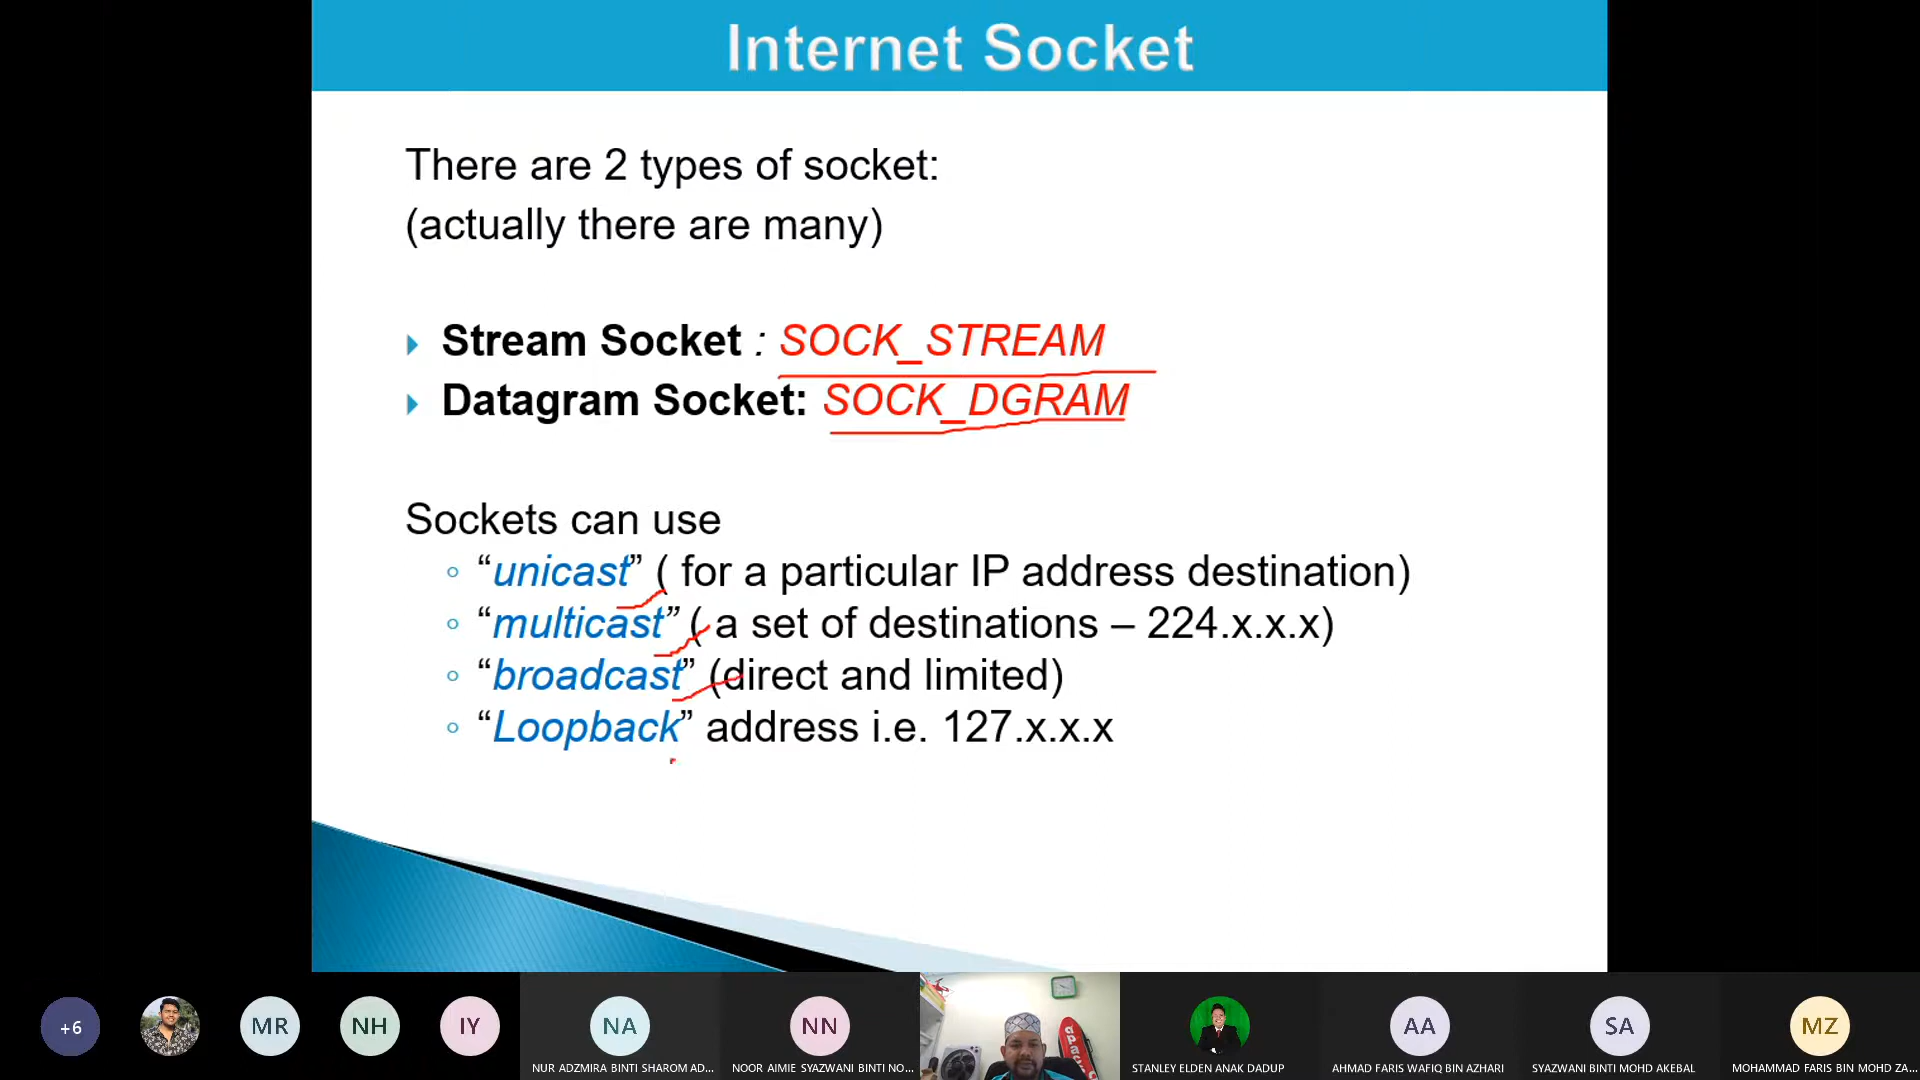 Internet Socket
There are 2 types of socket:
(actually there are many)
Stream Socket : SOCK_STREAM
Datagram Socket: SOCK_DGRAM
Sockets can use
“unicast” ( for a particular IP address destination)
“multicast” ( a set of destinations – 224.x.x.x)
“broadcast” (direct and limited)
“Loopback” address i.e. 127.x.x.x
+6
MR
NH
IY
NA
NN
AA
SA
MZ
NUR ADZMIRA BINTI SHAROM AD...
NOOR AIMIE SYAZWANI BINTI NO...
STANLEY ELDEN ANAK DADUP
AHMAD FARIS WAFIQ BIN AZHARI
SYAZWANI BINTI MOHD AKEBAL
MOHAMMAD FARIS BIN MOHD ZA...